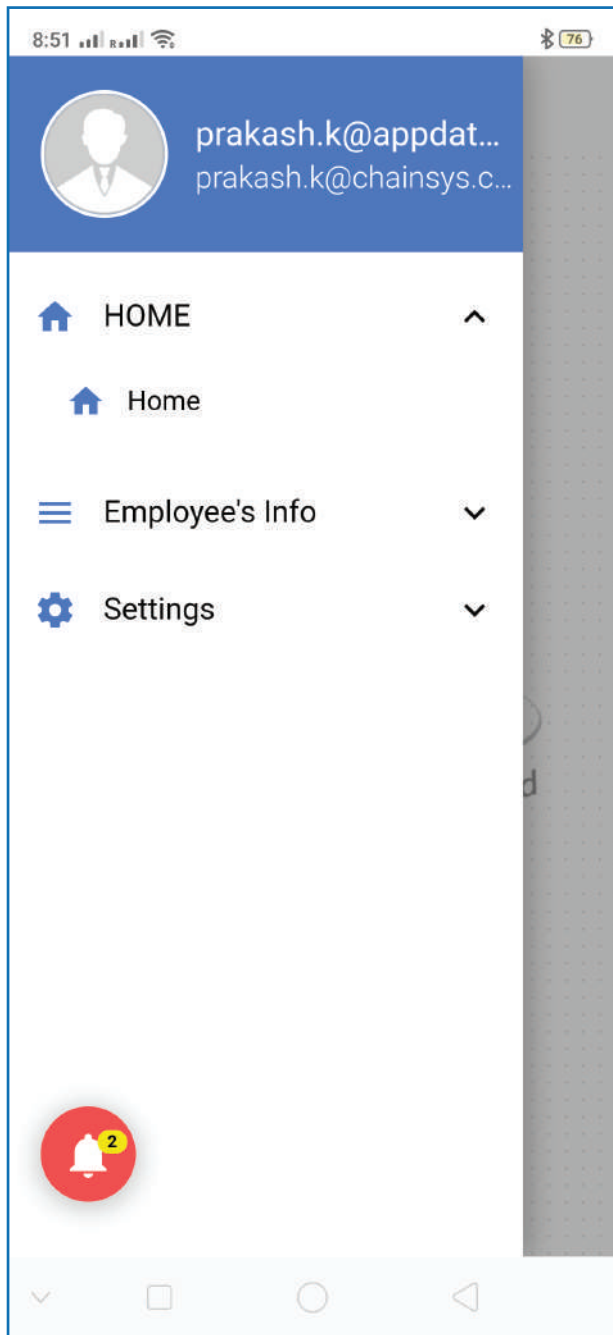 8:51
R
76
prakash.k@appdat...
prakash.k@chainsys.c...
HOME
Home
Employee's Info
Settings
d
2